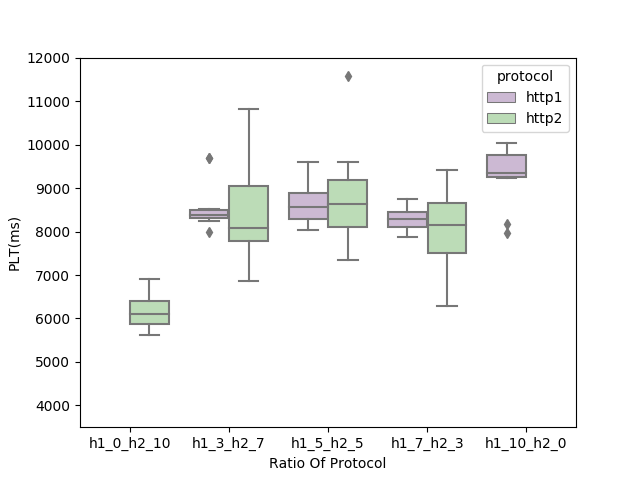 12000
11000
10000
9000
8000
7000
6000
5000
4000
PLT(ms)
protocol
http1
http2
h1_0_h2_10
h1_3_h2_7
h1_5_h2_5
h1_7_h2_3
h1_10_h2_0
Ratio Of Protocol